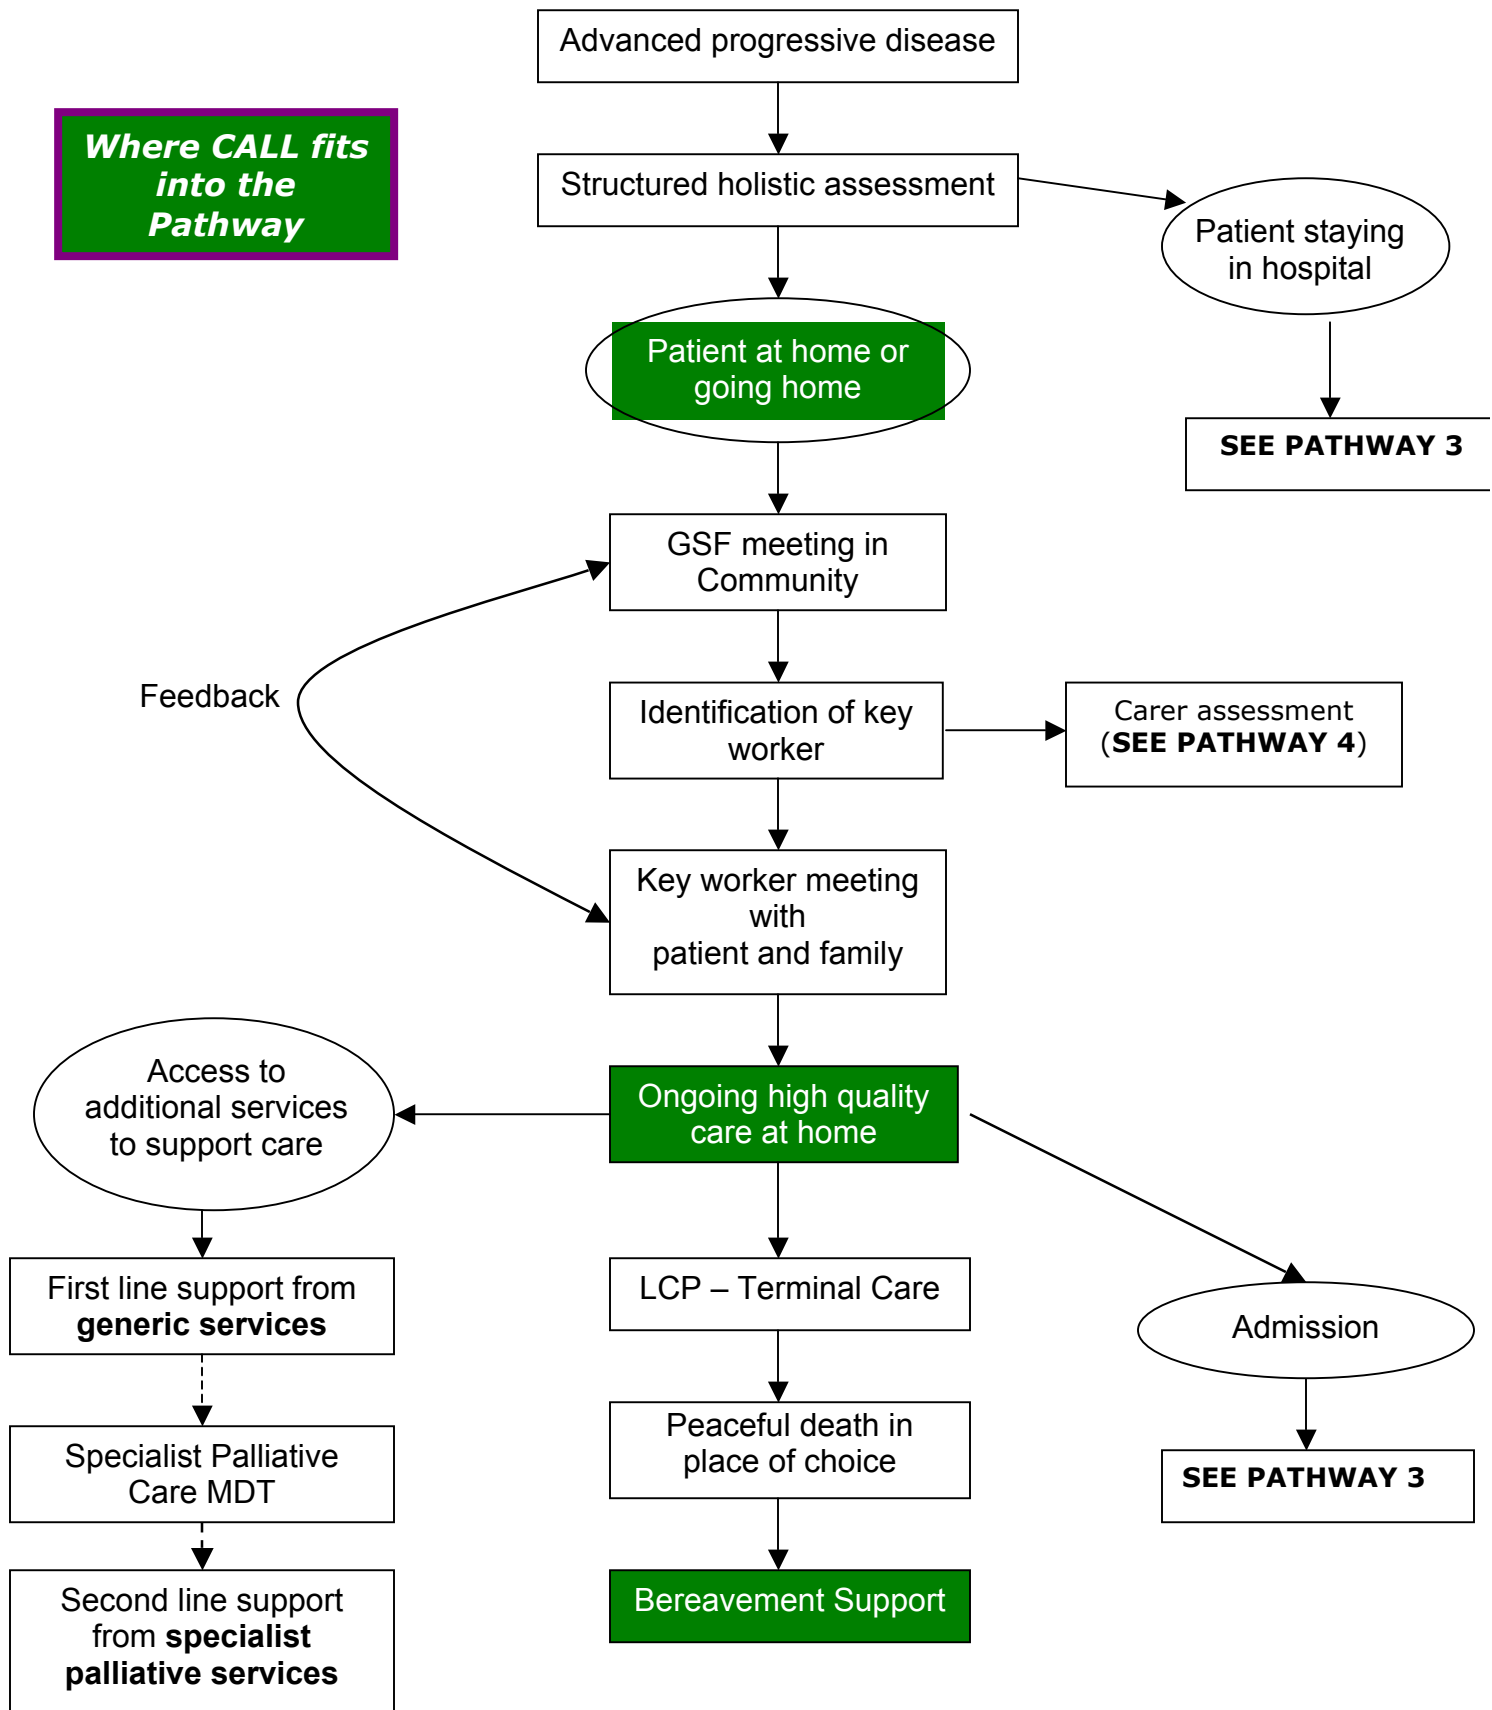 Advanced progressive disease
Where CALL fits
into the
Pathway
Structured holistic assessment
Patient staying
in hospital
Patient at home or
going home
SEE PATHWAY 3
GSF meeting in
Community
Feedback
Identification of key
worker
Carer assessment
(SEE PATHWAY 4)
Key worker meeting
with
patient and family
Access to
additional services
to support care
Ongoing high quality
care at home
First line support from
generic services
LCP – Terminal Care
Admission
Specialist Palliative
Care MDT
Peaceful death in
place of choice
SEE PATHWAY 3
Second line support
from specialist
palliative services
Bereavement Support